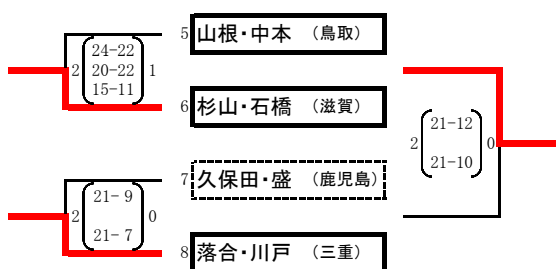 5 山根・中本 (鳥取)
24-22
2 20-22 1
15-11
6 杉山・石橋 (滋賀)
21-12
2 0
21-10
7 久保田・盛 (鹿児島)
21- 9
2 0
21- 7
8 落合・川戸 (三重)